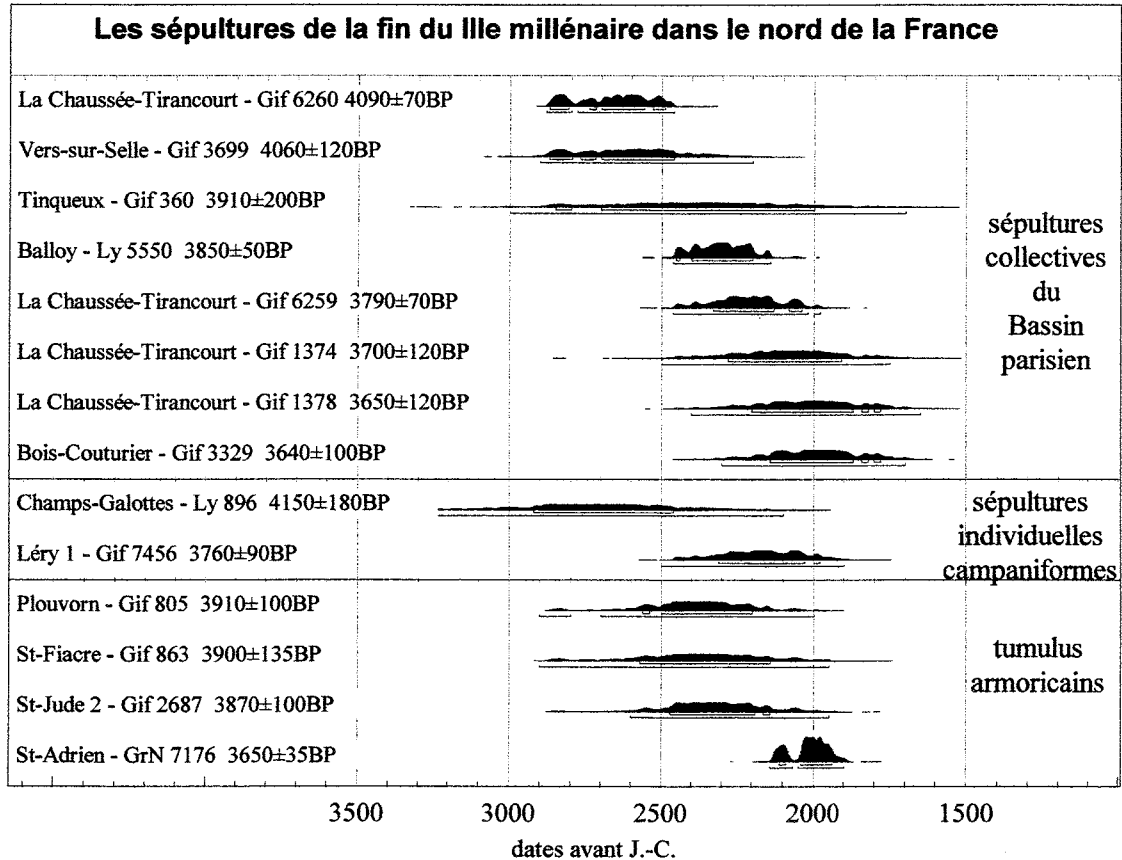 Les sépultures de la fin du IIIe millénaire dans le nord de la France
La Chaussée-Tirancourt - Gif 6260 4090±70BP
Vers-sur-Selle - Gif 3699 4060±120BP
Tinqueux - Gif 360 3910±200BP
Balloy - Ly 5550 3850±50BP
La Chaussée-Tirancourt - Gif 6259 3790±70BP
La Chaussée-Tirancourt - Gif 1374 3700±120BP
La Chaussée-Tirancourt - Gif 1378 3650±120BP
Bois-Couturier - Gif 3329 3640±100BP
sépultures
collectives
du
Bassin
parisien
Champs-Galottes - Ly 896 4150±180BP
Léry 1 - Gif 7456 3760±90BP
sépultures
individuelles
campaniformes
Plouvorn - Gif 805 3910±100BP
St-Fiacre - Gif 863 3900±135BP
St-Jude 2 - Gif 2687 3870±100BP
St-Adrien - GrN 7176 3650±35BP
tumulus
armoricains
3500 3000 2500 2000 1500
dates avant J.-C.